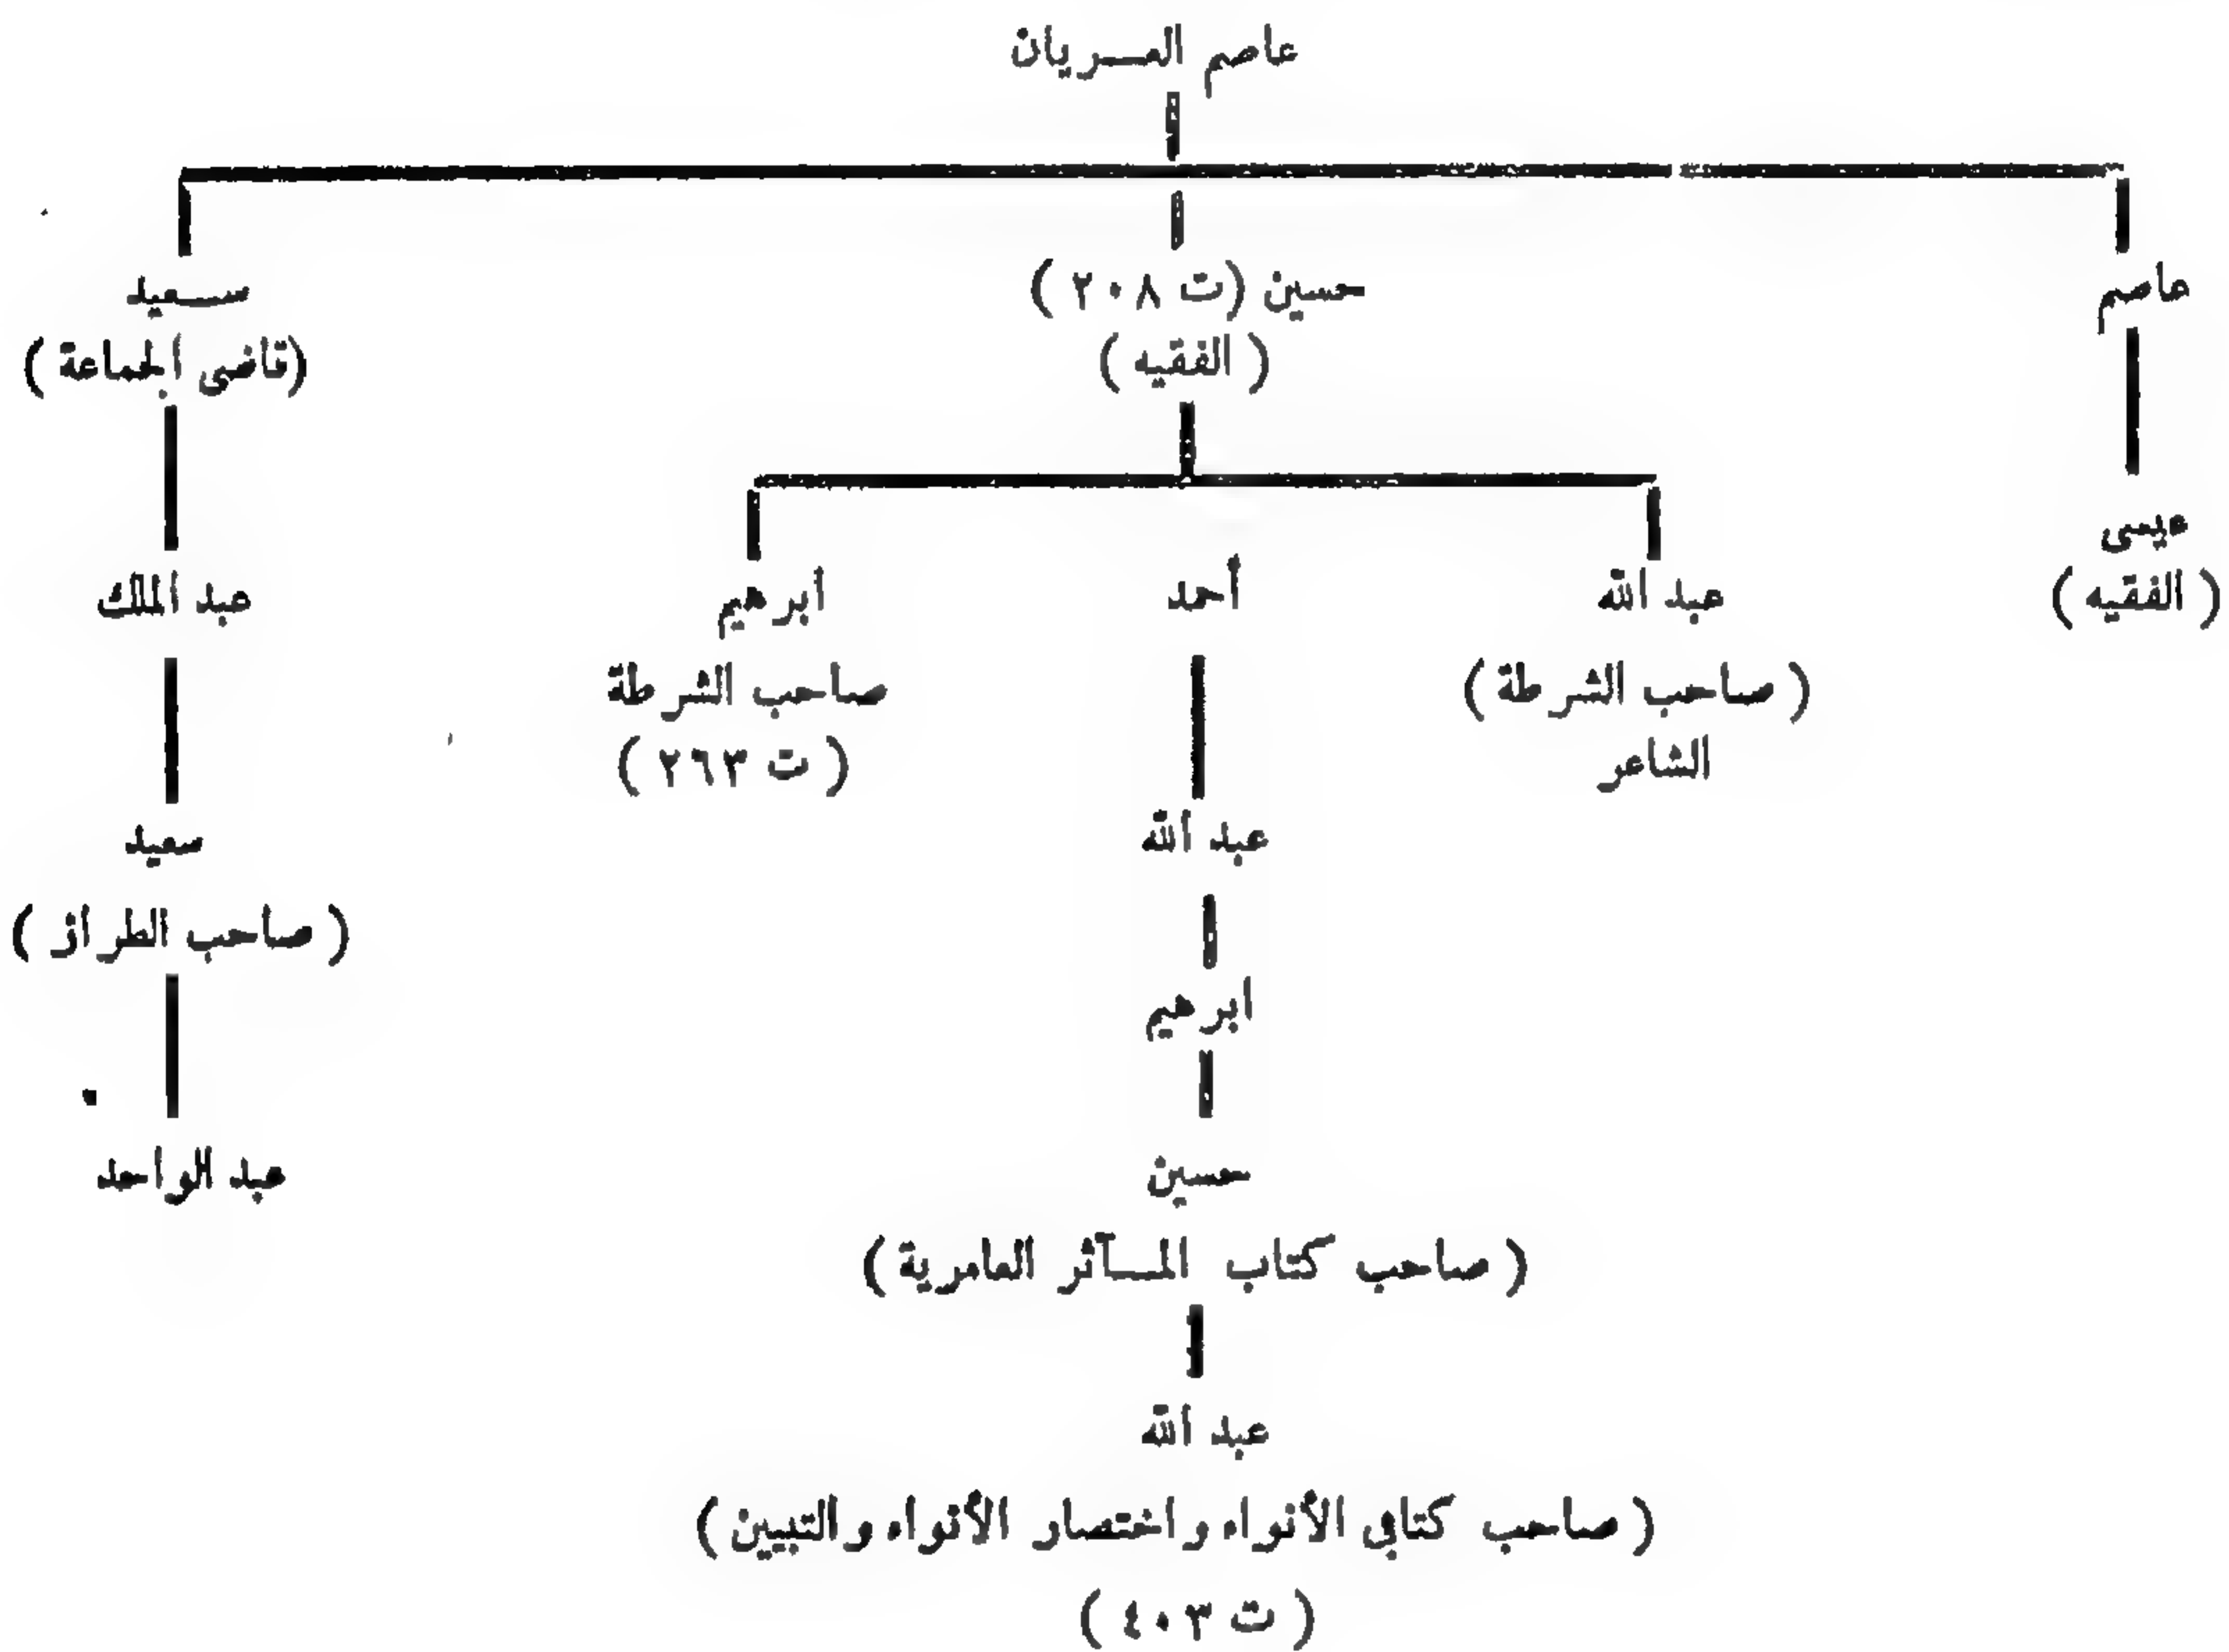 عاصم العريان
عاصم
حسين (ت ٢٠٨)
سعيد
(الفقيه)
(قاضى الجماعة)
عيسى
(الفقيه)
عبد الله
أحمد
ابرهيم
عبد الملك
(صاحب الشرطة)
صاحب الشرطة
الشاعر
(ت ٢٦٣)
عبد الله
سعيد
(صاحب الطراز)
ابرهيم
حسين
عبد الواحد
(صاحب كتاب المآثر العامرية)
عبد الله
(صاحب كتابي الأنواء واختصار الأنواء والتبيين)
(ت ٤٠٣)